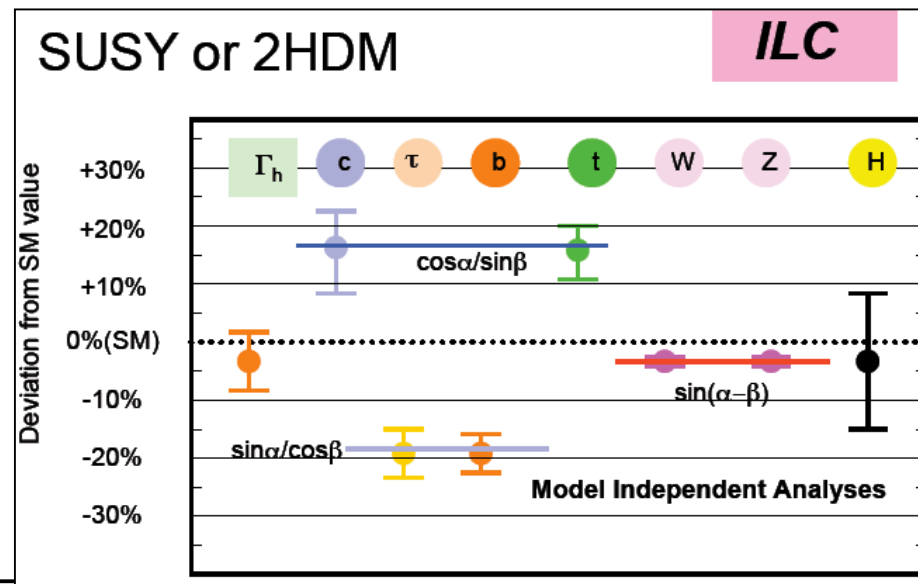 SUSY or 2HDM
ILC
Γh c τ b t W Z H
Deviation from SM value
+30%
+20%
cosα/sinβ
+10%
0%(SM)
-10%
sin(α−β)
sinα/cosβ
-20%
Model Independent Analyses
-30%